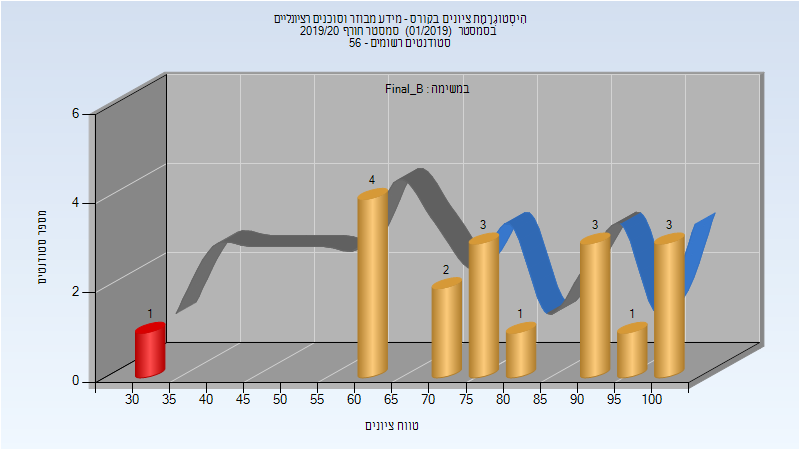 היסטוגרמת ציונים בקורס - מידע מבוזר וסוכנים רציונליים
בסמסטר (01/2019) סמסטר חורף 2019/20
סטודנטים רשומים - 56
במשימה : Final_B
6
4
2
0
מספר סטודנטים
1
4
2
3
1
3
1
3
30 35 40 45 50 55 60 65 70 75 80 85 90 95 100
טווח ציונים